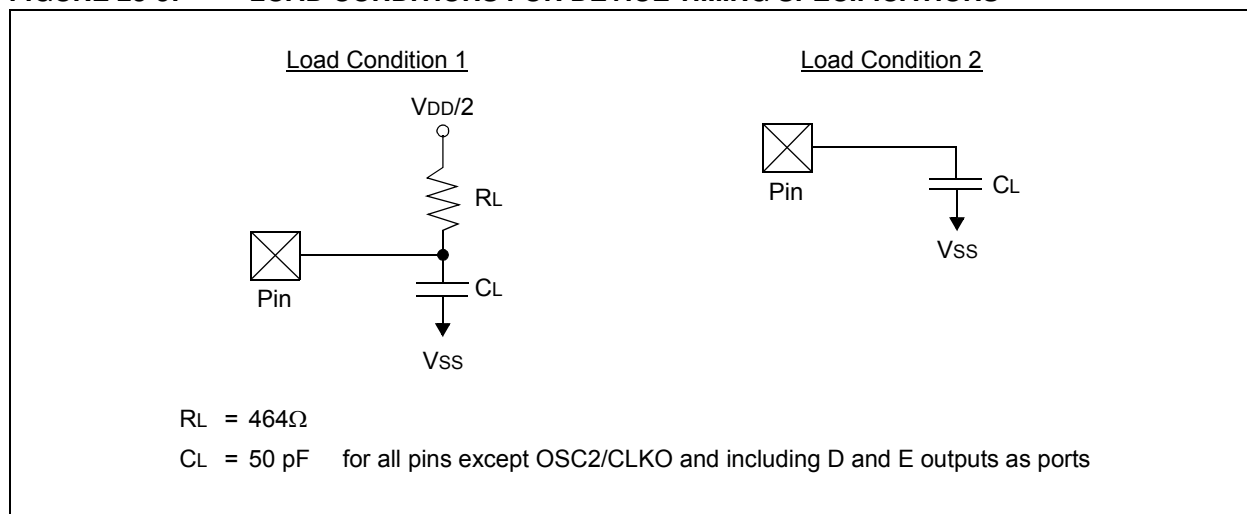 Load Condition 1
Load Condition 2
VDD/2
RL
Pin
CL
VSS
Pin
CL
VSS
RL = 464Ω
CL = 50 pF for all pins except OSC2/CLKO and including D and E outputs as ports